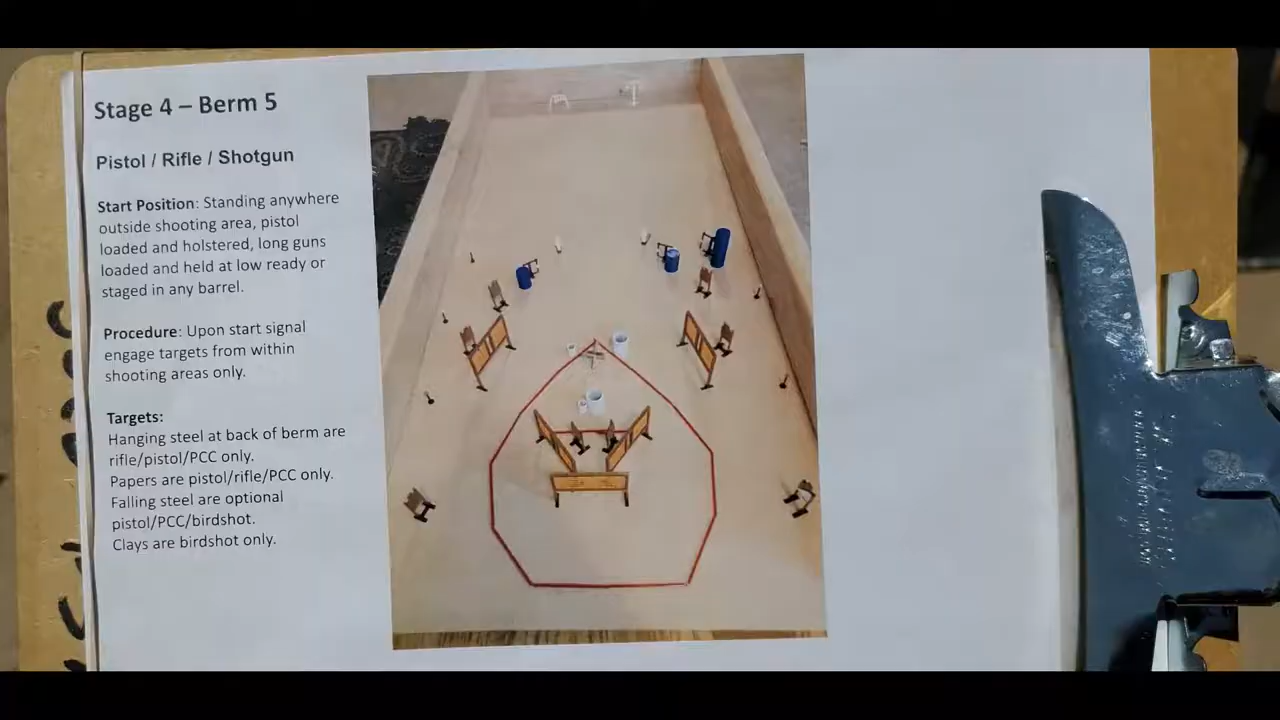 Stage 4 – Berm 5
Pistol / Rifle / Shotgun
Start Position: Standing anywhere
outside shooting area, pistol
loaded and holstered, long guns
loaded and held at low ready or
staged in any barrel.
Procedure: Upon start signal
engage targets from within
shooting areas only.
Targets:
Hanging steel at back of berm are
rifle/pistol/PCC only.
Papers are pistol/rifle/PCC only.
Falling steel are optional
pistol/PCC/birdshot.
Clays are birdshot only.